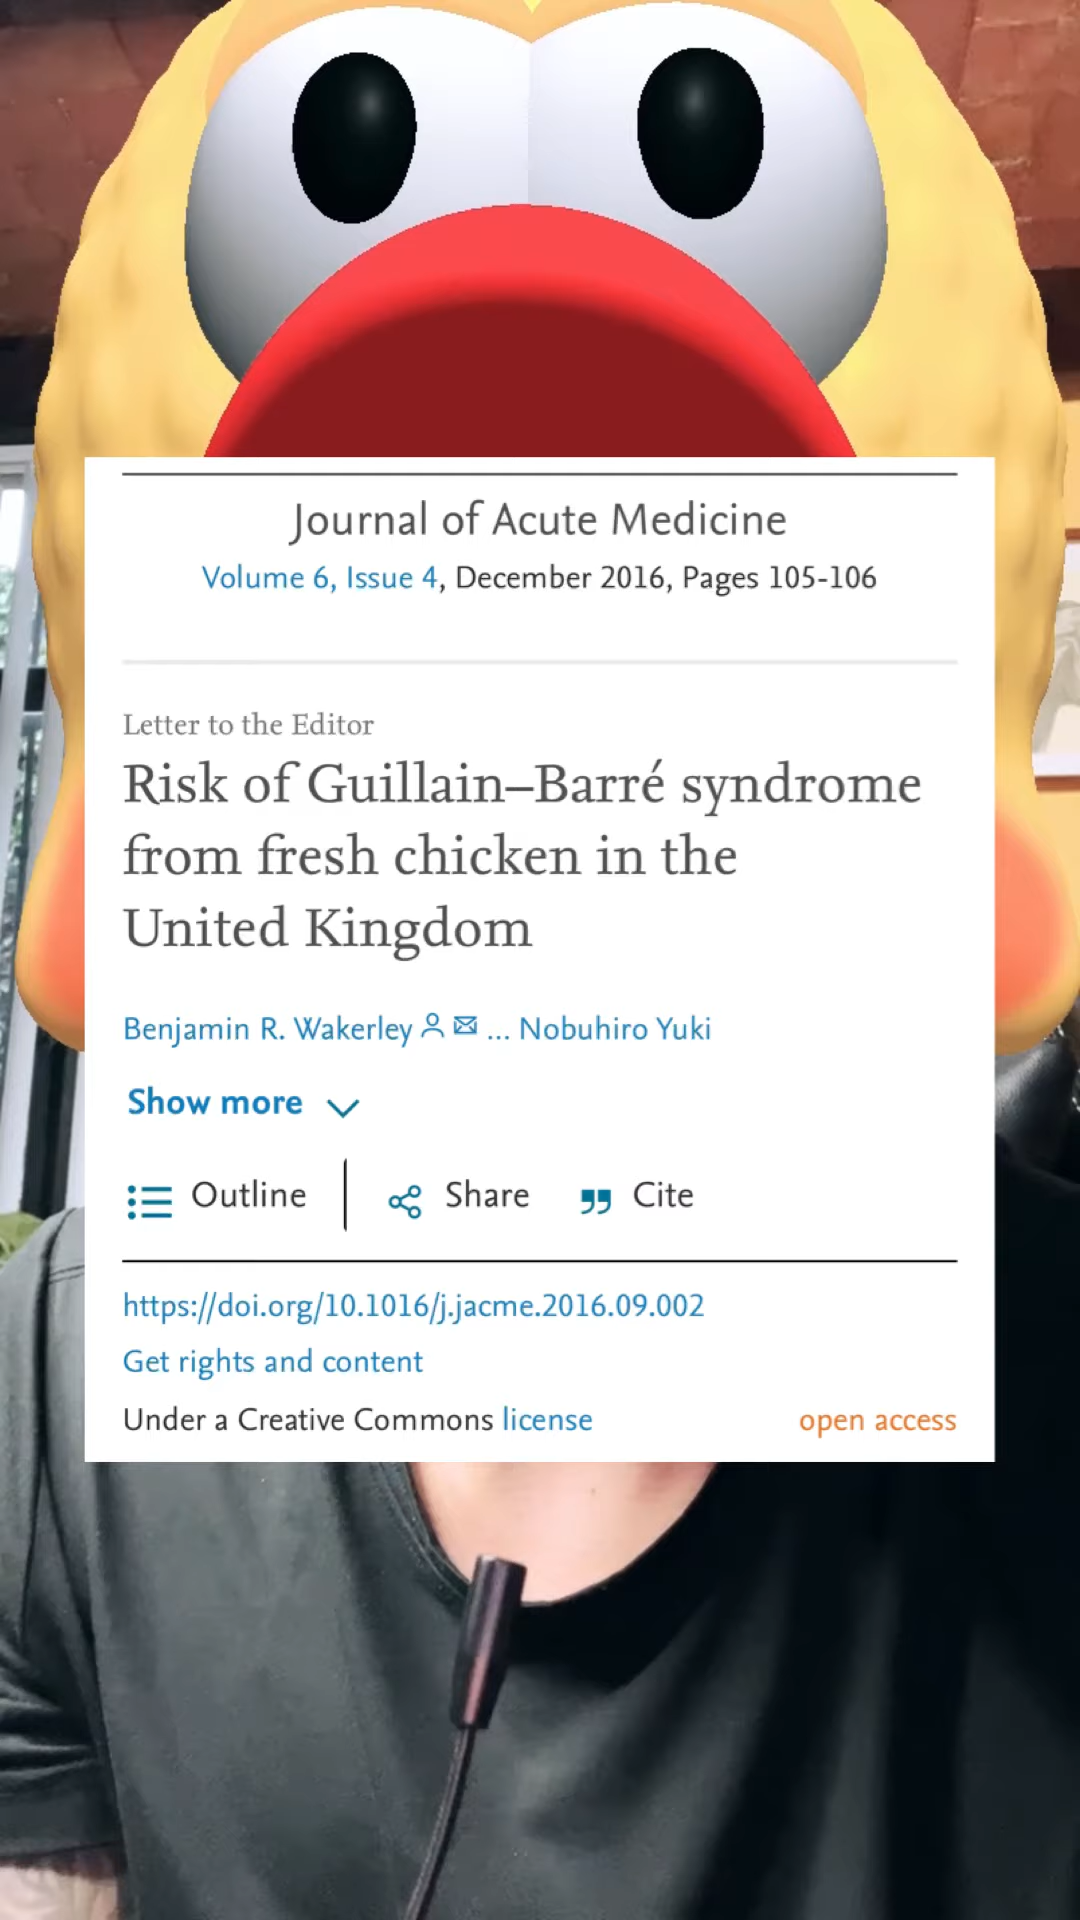 Journal of Acute Medicine
Volume 6, Issue 4, December 2016, Pages 105-106
Letter to the Editor
Risk of Guillain–Barré syndrome
from fresh chicken in the
United Kingdom
Benjamin R. Wakerley ... Nobuhiro Yuki
Show more
Outline | Share Cite
https://doi.org/10.1016/j.jacme.2016.09.002
Get rights and content
Under a Creative Commons license open access